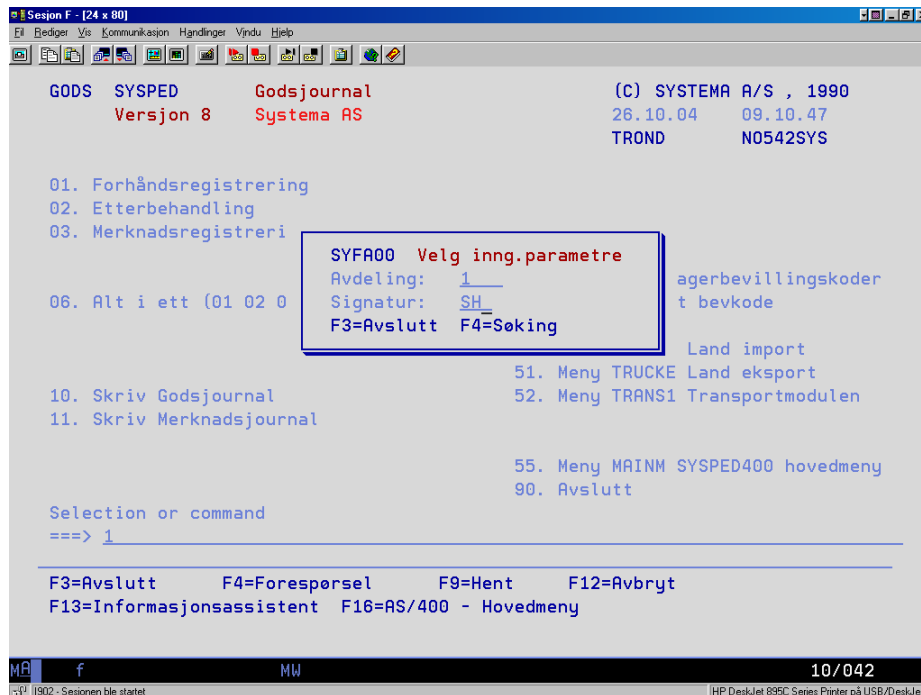 Sesjon F - [24 x 80]
Fil Rediger Vis Kommunikasjon Handlinger Vindu Hjelp
GODS SYSPED Godsjournal (C) SYSTEMA A/S , 1990
Versjon 8 Systema AS 26.10.04 09.10.47
TROND NO542SYS
01. Forhåndsregistrering
02. Etterbehandling
03. Merknadsregistreri
SYFA00 Velg inng.parametre
Avdeling: 1 agerbevillingskoder
06. Alt i ett (01 02 0 Signatur: SH_ t bevkode
F3=Avslutt F4=Søking
Land import
51. Meny TRUCKE Land eksport
10. Skriv Godsjournal 52. Meny TRANS1 Transportmodulen
11. Skriv Merknadsjournal
55. Meny MAINM SYSPED400 hovedmeny
90. Avslutt
Selection or command
===> 1
F3=Avslutt F4=Forespørsel F9=Hent F12=Avbryt
F13=Informasjonsassistent F16=AS/400 - Hovedmeny
MA f MW 10/042
I902 - Sesjonen ble startet HP DeskJet 895C Series Printer på USB/DeskJe